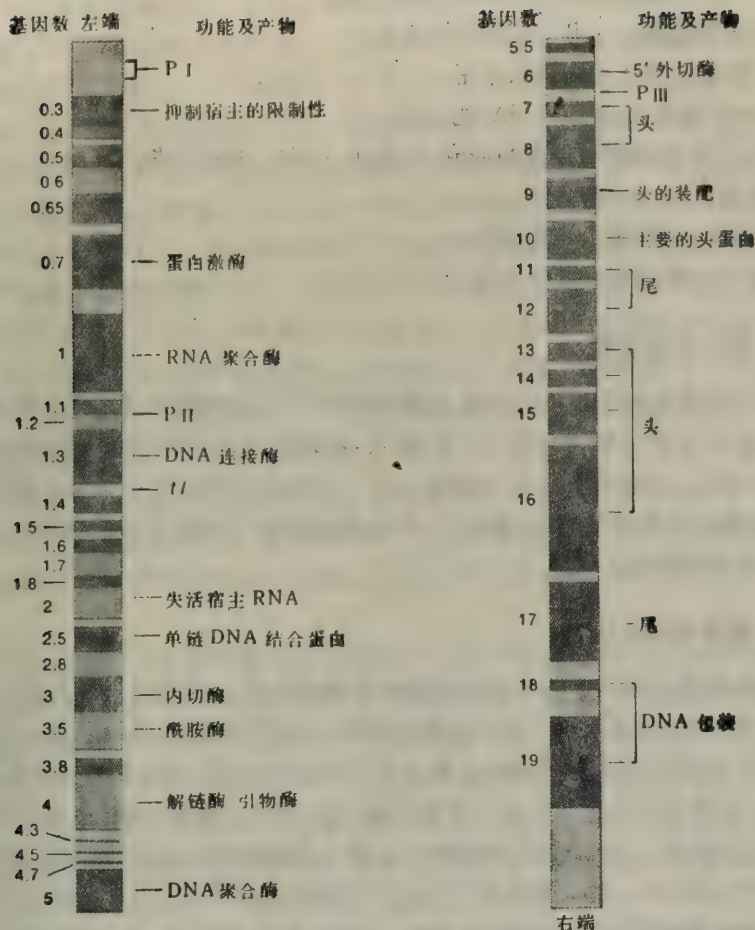 基因数 左端 功能及产物
PⅠ
0.3 抑制宿主的限制性
0.4
0.5
0 6
0.65
0.7 蛋白激酶
1 RNA 聚合酶
1.1 PⅡ
1.2
1.3 DNA 连接酶
tI
1.4
1 5
1.6
1.7
1.8
2 失活宿主 RNA
2.5 单链 DNA 结合蛋白
2.8
3 内切酶
3.5 酰胺酶
3.8
4 解链酶 引物酶
4.3
4 5
4.7
5 DNA 聚合酶
基因数 功能及产物
5 5
6 5' 外切酶
PⅢ
7
头
8
9 头的装配
10 主要的头蛋白
11
尾
12
13
14
15
头
16
17 尾
18
DNA 包装
19
右端